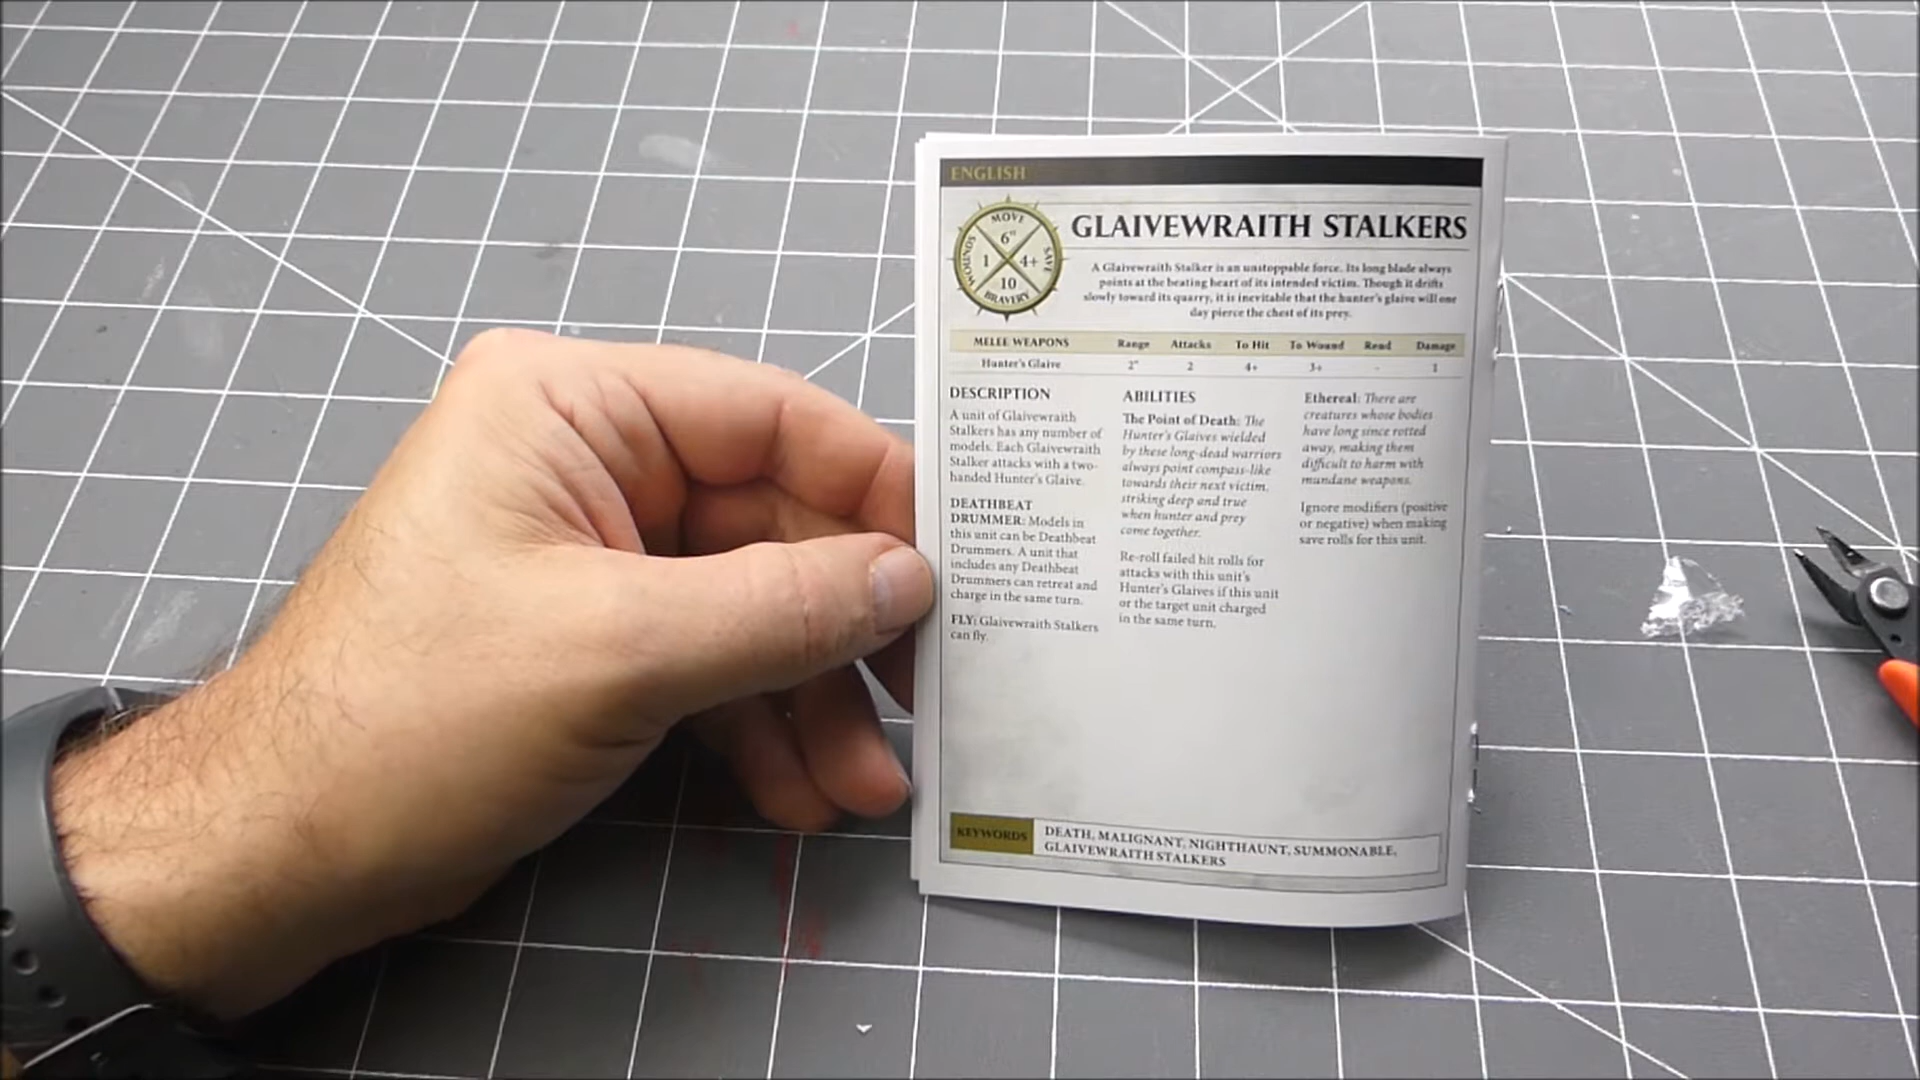 ENGLISH
MOVE
6"
WOUNDS
1
4+
SAVE
10
BRAVERY
GLAIVEWRAITH STALKERS
A Glaivewraith Stalker is an unstoppable force. Its long blade always
points at the beating heart of its intended victim. Though it drifts
slowly toward its quarry, it is inevitable that the hunter's glaive will one
day pierce the chest of its prey.
MELEE WEAPONS Range Attacks To Hit To Wound Rend Damage
Hunter's Glaive 2" 2 4+ 3+ - 1
DESCRIPTION
A unit of Glaivewraith
Stalkers has any number of
models. Each Glaivewraith
Stalker attacks with a two-
handed Hunter's Glaive.
DEATHBEAT
DRUMMER: Models in
this unit can be Deathbeat
Drummers. A unit that
includes any Deathbeat
Drummers can retreat and
charge in the same turn.
FLY: Glaivewraith Stalkers
can fly.
ABILITIES
The Point of Death: The
Hunter's Glaives wielded
by these long-dead warriors
always point compass-like
towards their next victim,
striking deep and true
when hunter and prey
come together.
Re-roll failed hit rolls for
attacks with this unit's
Hunter's Glaives if this unit
or the target unit charged
in the same turn.
Ethereal: There are
creatures whose bodies
have long since rotted
away, making them
difficult to harm with
mundane weapons.
Ignore modifiers (positive
or negative) when making
save rolls for this unit.
KEYWORDS
DEATH, MALIGNANT, NIGHTHAUNT, SUMMONABLE,
GLAIVEWRAITH STALKERS